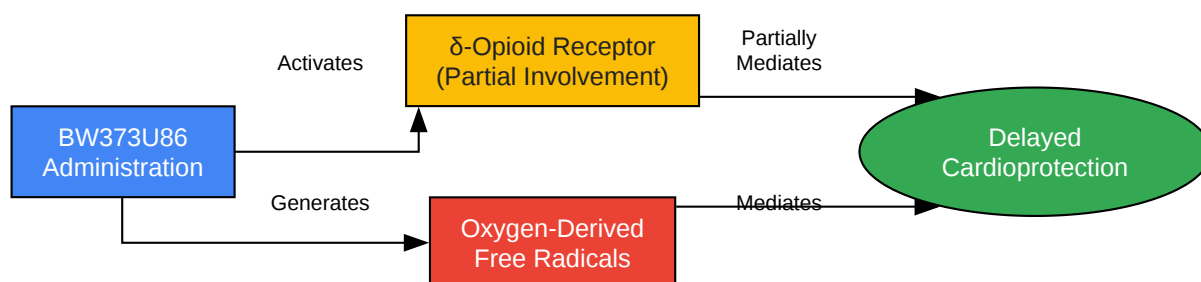 BW373U86
Administration
Activates
δ-Opioid Receptor
(Partial Involvement)
Partially
Mediates
Generates
Oxygen-Derived
Free Radicals
Mediates
Delayed
Cardioprotection